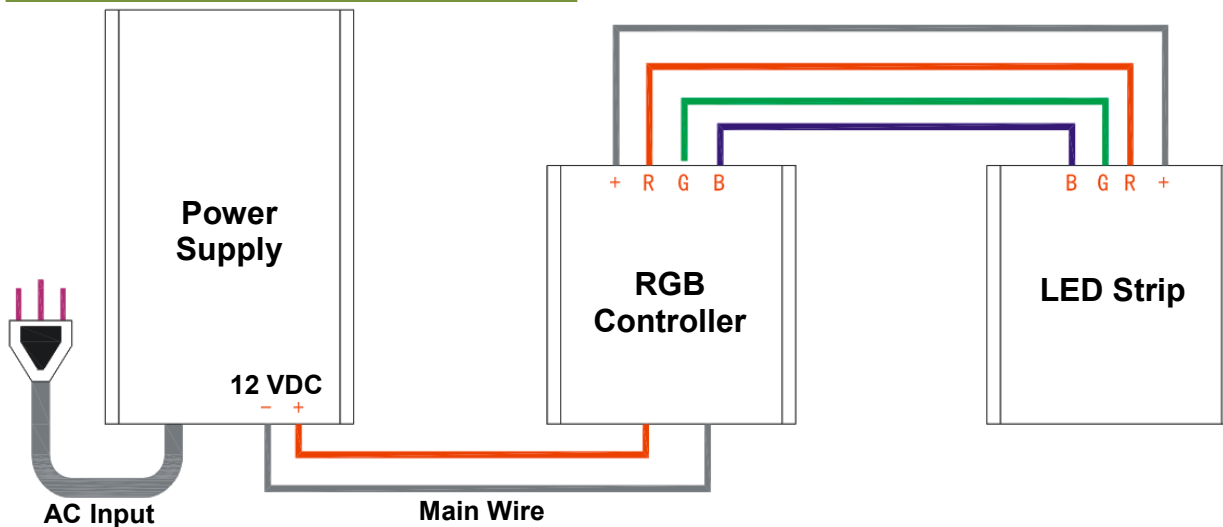 Power
Supply
12 VDC
- +
AC Input
Main Wire
+ R G B
RGB
Controller
B G R +
LED Strip